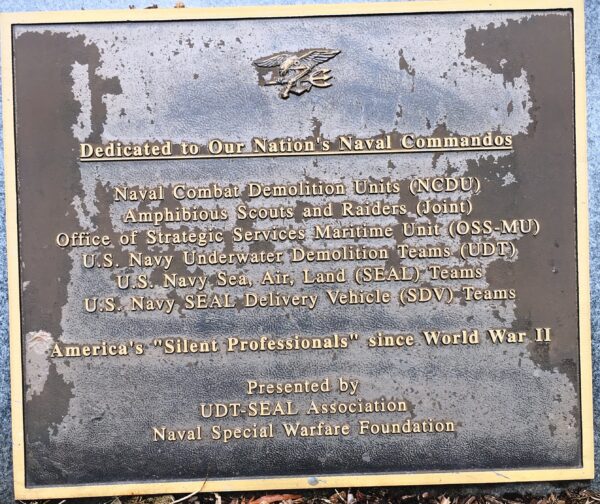 Dedicated to Our Nation's Naval Commandos
Naval Combat Demolition Units (NCDU)
Amphibious Scouts and Raiders (Joint)
Office of Strategic Services Maritime Unit (OSS-MU)
U.S. Navy Underwater Demolition Teams (UDT)
U.S. Navy Sea, Air, Land (SEAL) Teams
U.S. Navy SEAL Delivery Vehicle (SDV) Teams
America's "Silent Professionals" since World War II
Presented by
UDT-SEAL Association
Naval Special Warfare Foundation